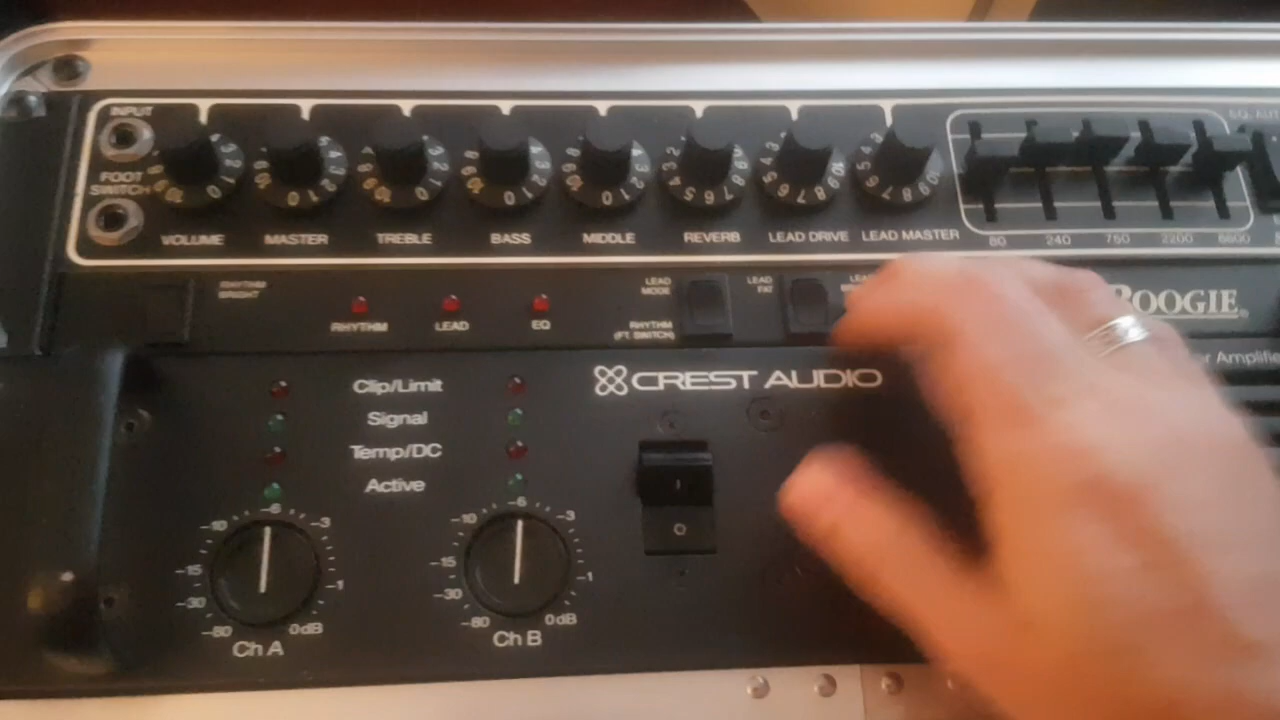 INPUT
FOOT
SWITCH
VOLUME MASTER TREBLE BASS MIDDLE REVERB LEAD DRIVE LEAD MASTER
80 240 750 2200 6600
RHYTHM
BRIGHT
RHYTHM LEAD EQ
LEAD
MODE
RHYTHM
(FT. SWITCH)
LEAD
FAT
BOOGIE®
Amplifie
CREST AUDIO
Clip/Limit
Signal
Temp/DC
Active
-10 -6 -3
-15 -1
-30
-80 0dB
Ch A
-10 -6 -3
-15 -1
-30
-80 0dB
Ch B
I
O